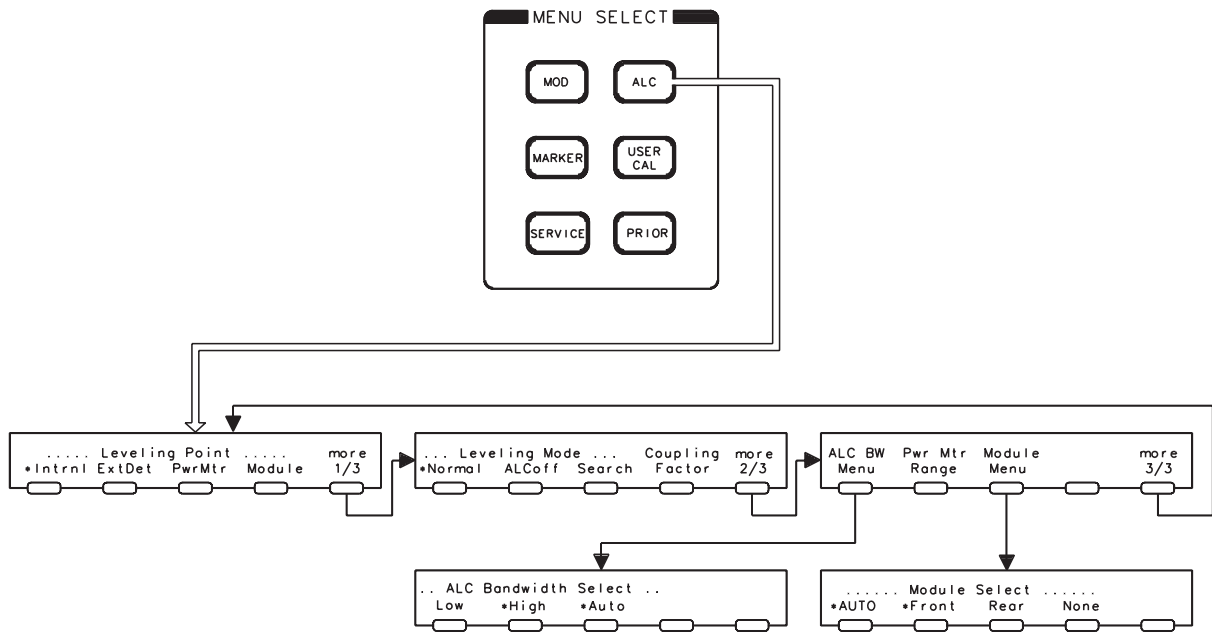 MENU SELECT
MOD ALC
MARKER USER CAL
SERVICE PRIOR
..... Leveling Point ..... more
*Intrnl ExtDet PwrMtr Module 1/3
... Leveling Mode ... Coupling more
*Normal ALCoff Search Factor 2/3
ALC BW Pwr Mtr Module more
Menu Range Menu 3/3
.. ALC Bandwidth Select ..
Low *High *Auto
...... Module Select ......
*AUTO *Front Rear None